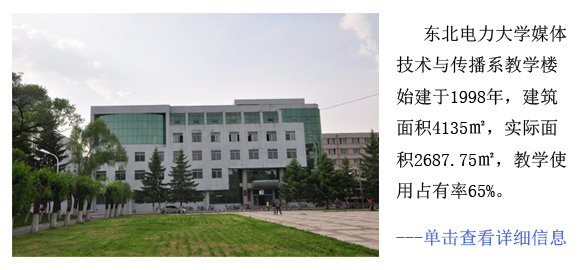 东北电力大学媒体
技术与传播系教学楼
始建于1998年，建筑
面积4135㎡，实际面
积2687.75㎡，教学使
用占有率65%。
---单击查看详细信息